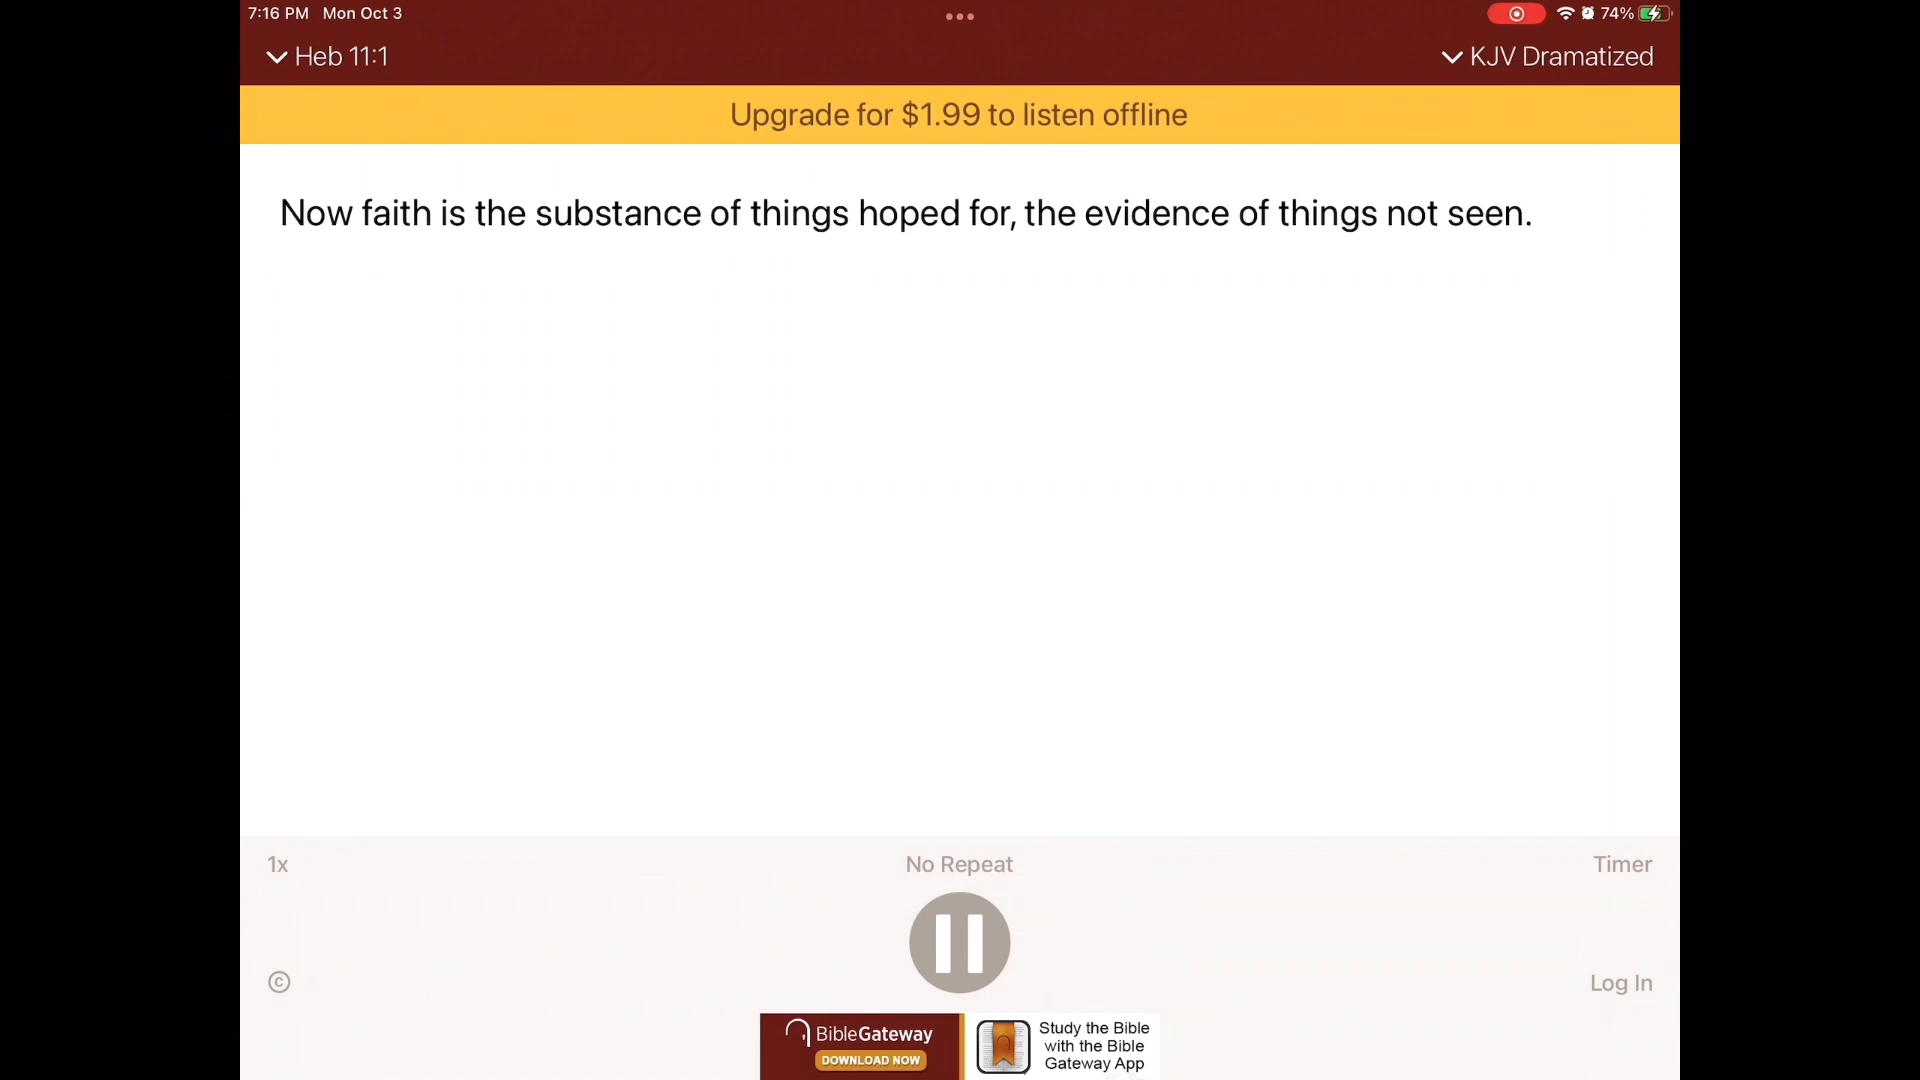 7:16 PM Mon Oct 3
74%
Heb 11:1
KJV Dramatized
Upgrade for $1.99 to listen offline
Now faith is the substance of things hoped for, the evidence of things not seen.
1x
No Repeat
Timer
©
Log In
BibleGateway
DOWNLOAD NOW
Study the Bible
with the Bible
Gateway App